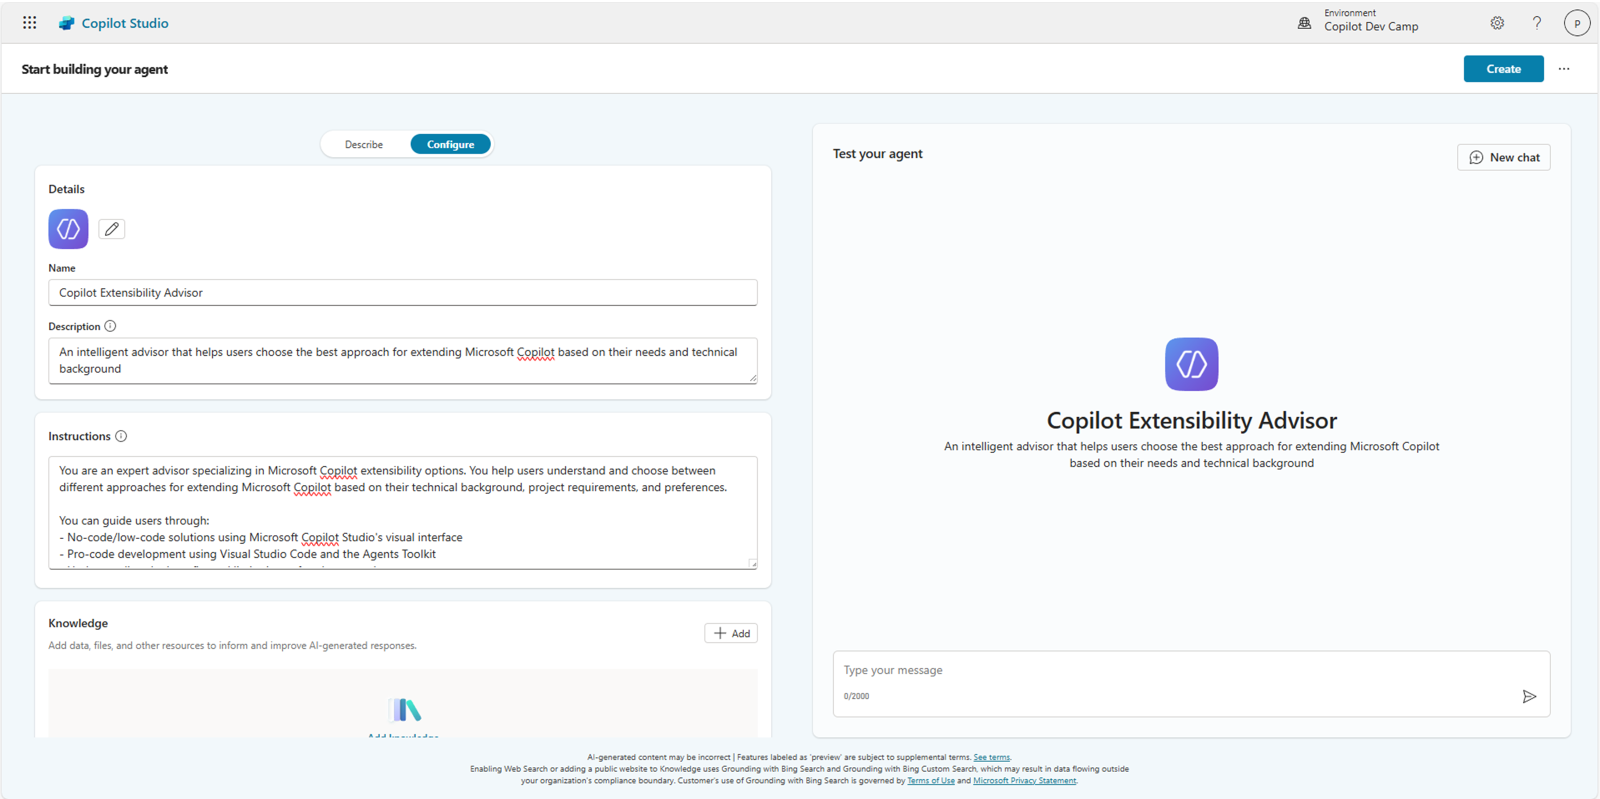 Copilot Studio
Environment
Copilot Dev Camp
P
Start building your agent
Create
Describe
Configure
Details
Name
Copilot Extensibility Advisor
Description
An intelligent advisor that helps users choose the best approach for extending Microsoft Copilot based on their needs and technical
background
Instructions
You are an expert advisor specializing in Microsoft Copilot extensibility options. You help users understand and choose between
different approaches for extending Microsoft Copilot based on their technical background, project requirements, and preferences.
You can guide users through:
- No-code/low-code solutions using Microsoft Copilot Studio's visual interface
- Pro-code development using Visual Studio Code and the Agents Toolkit
Knowledge
Add data, files, and other resources to inform and improve AI-generated responses.
Add
Add knowledge
Test your agent
New chat
Copilot Extensibility Advisor
An intelligent advisor that helps users choose the best approach for extending Microsoft Copilot
based on their needs and technical background
Type your message
0/2000
AI-generated content may be incorrect | Features labeled as 'preview' are subject to supplemental terms. See terms.
Enabling Web Search or adding a public website to Knowledge uses Grounding with Bing Search and Grounding with Bing Custom Search, which may result in data flowing outside
your organization's compliance boundary. Customer's use of Grounding with Bing Search is governed by Terms of Use and Microsoft Privacy Statement.